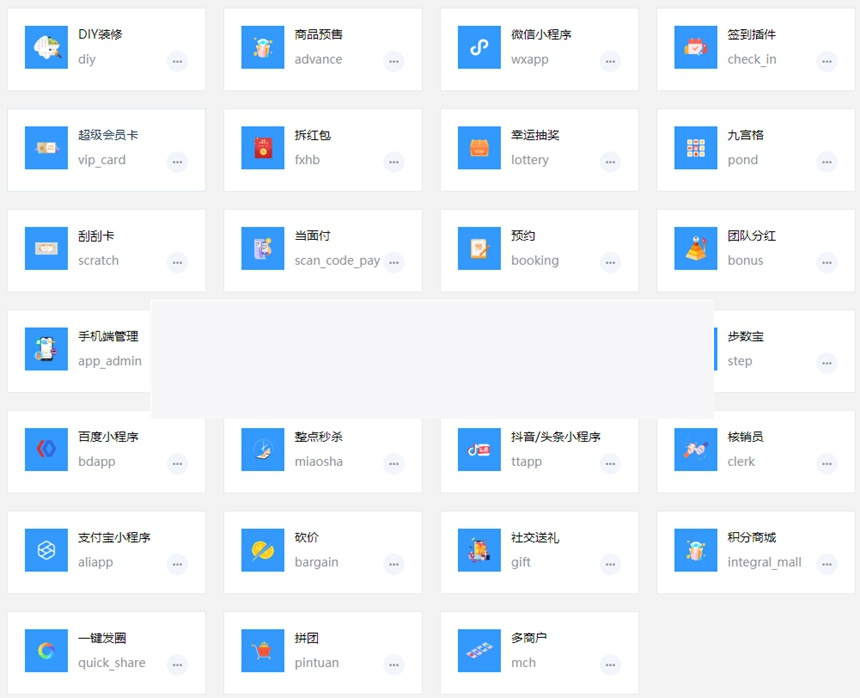 DIY装修
diy
商品预售
advance
微信小程序
wxapp
签到插件
check_in
超级会员卡
vip_card
拆红包
fxhb
幸运抽奖
lottery
九宫格
pond
刮刮卡
scratch
当面付
scan_code_pay
预约
booking
团队分红
bonus
手机端管理
app_admin
步数宝
step
百度小程序
bdapp
整点秒杀
miaosha
抖音/头条小程序
ttapp
核销员
clerk
支付宝小程序
aliapp
砍价
bargain
社交送礼
gift
积分商城
integral_mall
一键发圈
quick_share
拼团
pintuan
多商户
mch